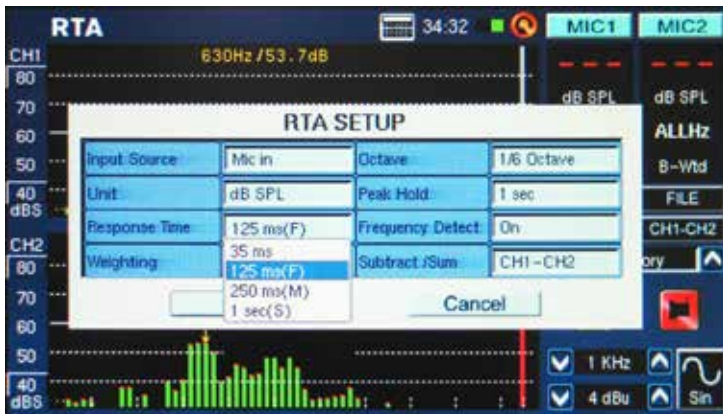 RTA 34:32 MIC1 MIC2
CH1 630Hz/53.7dB
80
70
60
50
40
dBS
--- ---
dB SPL dB SPL
ALLHz
B-Wtd
FILE
CH1-CH2
ory
RTA SETUP
Input Source Mic in Octave 1/6 Octave
Unit dB SPL Peak Hold 1 sec
Response Time 125 ms(F) Frequency Detect On
Weighting Subtract /Sum CH1-CH2
35 ms
125 ms(F)
250 ms(M)
1 sec(S)
Cancel
CH2
80
70
60
50
40
dBS
1 KHz
4 dBu Sin